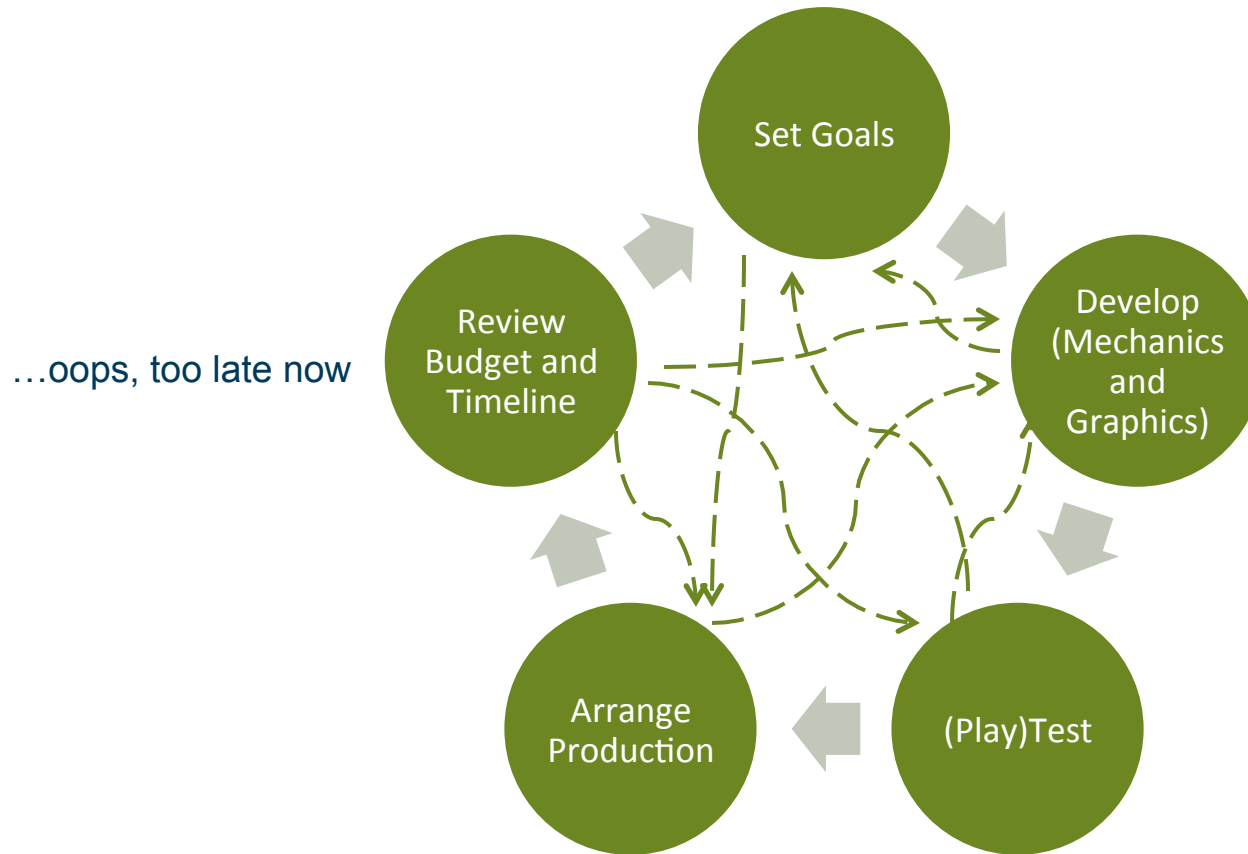 Set Goals
Develop
(Mechanics
and
Graphics)
(Play)Test
Arrange
Production
Review
Budget and
Timeline
…oops, too late now